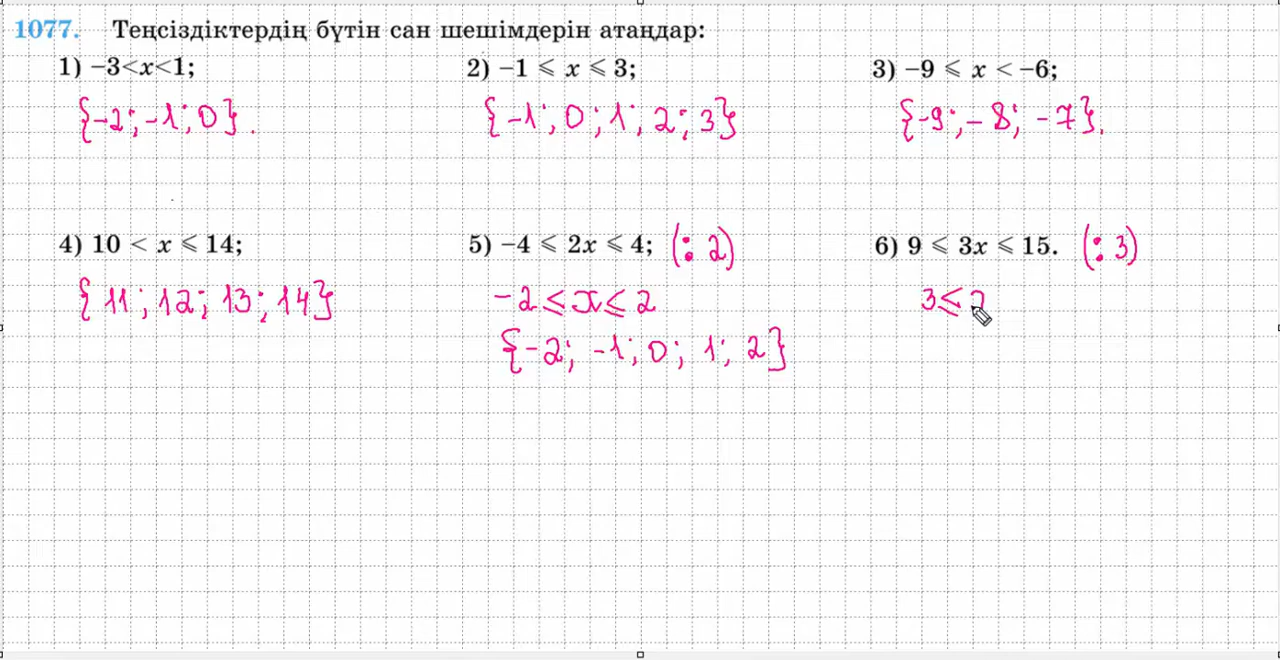 1077. Теңсіздіктердің бүтін сан шешімдерін атаңдар:
1) −3<x<1;
{-2; -1; 0}.
2) −1 ⩽ x ⩽ 3;
{-1; 0; 1; 2; 3}
3) −9 ⩽ x < −6;
{-9; -8; -7}.
4) 10 < x ⩽ 14;
{11; 12; 13; 14}
5) −4 ⩽ 2x ⩽ 4; (: 2)
-2 ≤ x ≤ 2
{-2; -1; 0; 1; 2}
6) 9 ⩽ 3x ⩽ 15. (: 3)
3 ≤